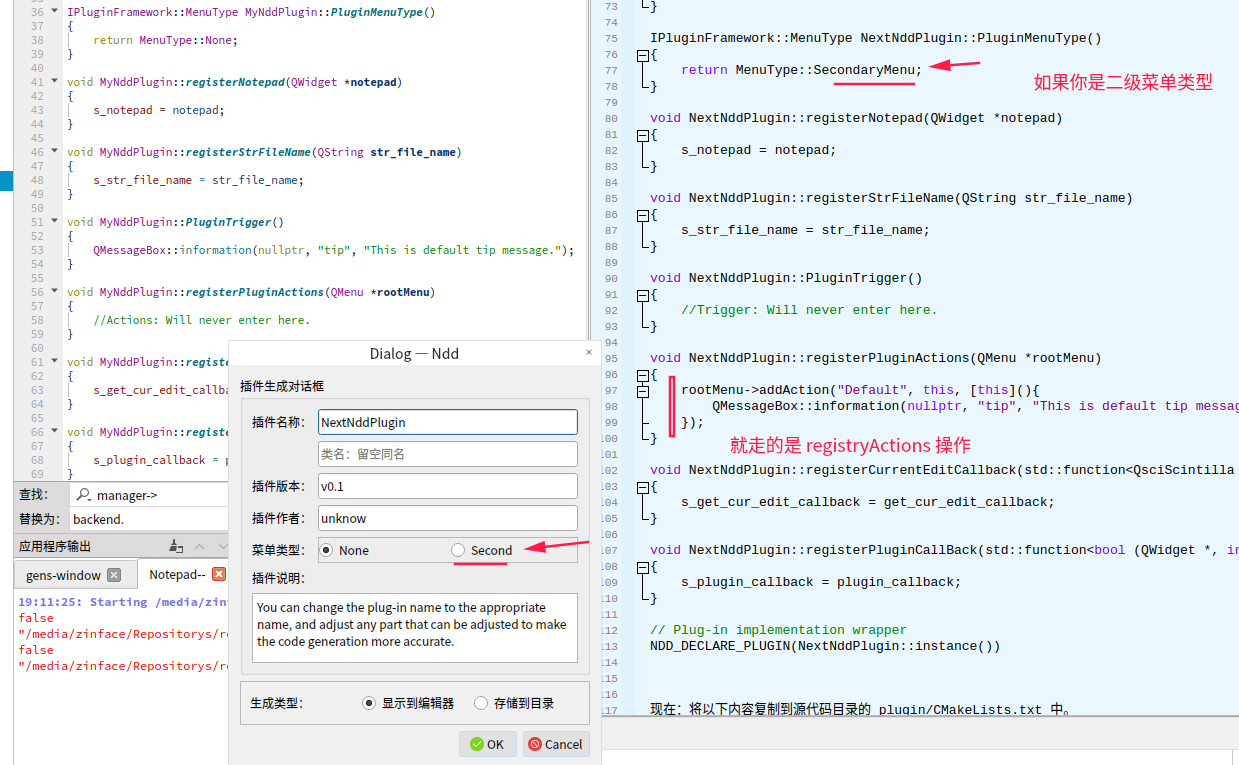 36 IPluginFramework::MenuType MyNddPlugin::PluginMenuType()
37 {
38 return MenuType::None;
39 }
40
41 void MyNddPlugin::registerNotepad(QWidget *notepad)
42 {
43 s_notepad = notepad;
44 }
45
46 void MyNddPlugin::registerStrFileName(QString str_file_name)
47 {
48 s_str_file_name = str_file_name;
49 }
50
51 void MyNddPlugin::PluginTrigger()
52 {
53 QMessageBox::information(nullptr, "tip", "This is default tip message.");
54 }
55
56 void MyNddPlugin::registerPluginActions(QMenu *rootMenu)
57 {
58 //Actions: Will never enter here.
59 }
60
61 void MyNddPlugin::registe
62 {
63 s_get_cur_edit_callba
64 }
65
66 void MyNddPlugin::registe
67 {
68 s_plugin_callback =
69 }
查找: manager->
替换为: backend.
应用程序输出
gens-window
Notepad--
19:11:25: Starting /media/zinf
false
"/media/zinface/Repositorys/re
false
"/media/zinface/Repositorys/re
Dialog — Ndd
×
插件生成对话框
插件名称: NextNddPlugin
类名: 留空同名
插件版本: v0.1
插件作者: unknow
菜单类型: None Second
插件说明:
You can change the plug-in name to the appropriate
name, and adjust any part that can be adjusted to make
the code generation more accurate.
生成类型: 显示到编辑器 存储到目录
OK Cancel
73 }
74
75 IPluginFramework::MenuType NextNddPlugin::PluginMenuType()
76 {
77 return MenuType::SecondaryMenu;
如果你是二级菜单类型
78 }
79
80 void NextNddPlugin::registerNotepad(QWidget *notepad)
81 {
82 s_notepad = notepad;
83 }
84
85 void NextNddPlugin::registerStrFileName(QString str_file_name)
86 {
87 s_str_file_name = str_file_name;
88 }
89
90 void NextNddPlugin::PluginTrigger()
91 {
92 //Trigger: Will never enter here.
93 }
94
95 void NextNddPlugin::registerPluginActions(QMenu *rootMenu)
96 {
97 rootMenu->addAction("Default", this, [this](){
98 QMessageBox::information(nullptr, "tip", "This is default tip messag
99 });
100 }
就走的是 registryActions 操作
101
102 void NextNddPlugin::registerCurrentEditCallback(std::function<QsciScintilla
103 {
104 s_get_cur_edit_callback = get_cur_edit_callback;
105 }
106
107 void NextNddPlugin::registerPluginCallBack(std::function<bool (QWidget *, in
108 {
109 s_plugin_callback = plugin_callback;
110 }
111
112 // Plug-in implementation wrapper
113 NDD_DECLARE_PLUGIN(NextNddPlugin::instance())
114
115
116
117 现在: 将以下内容复制到源代码目录的 plugin/CMakeLists.txt 中。